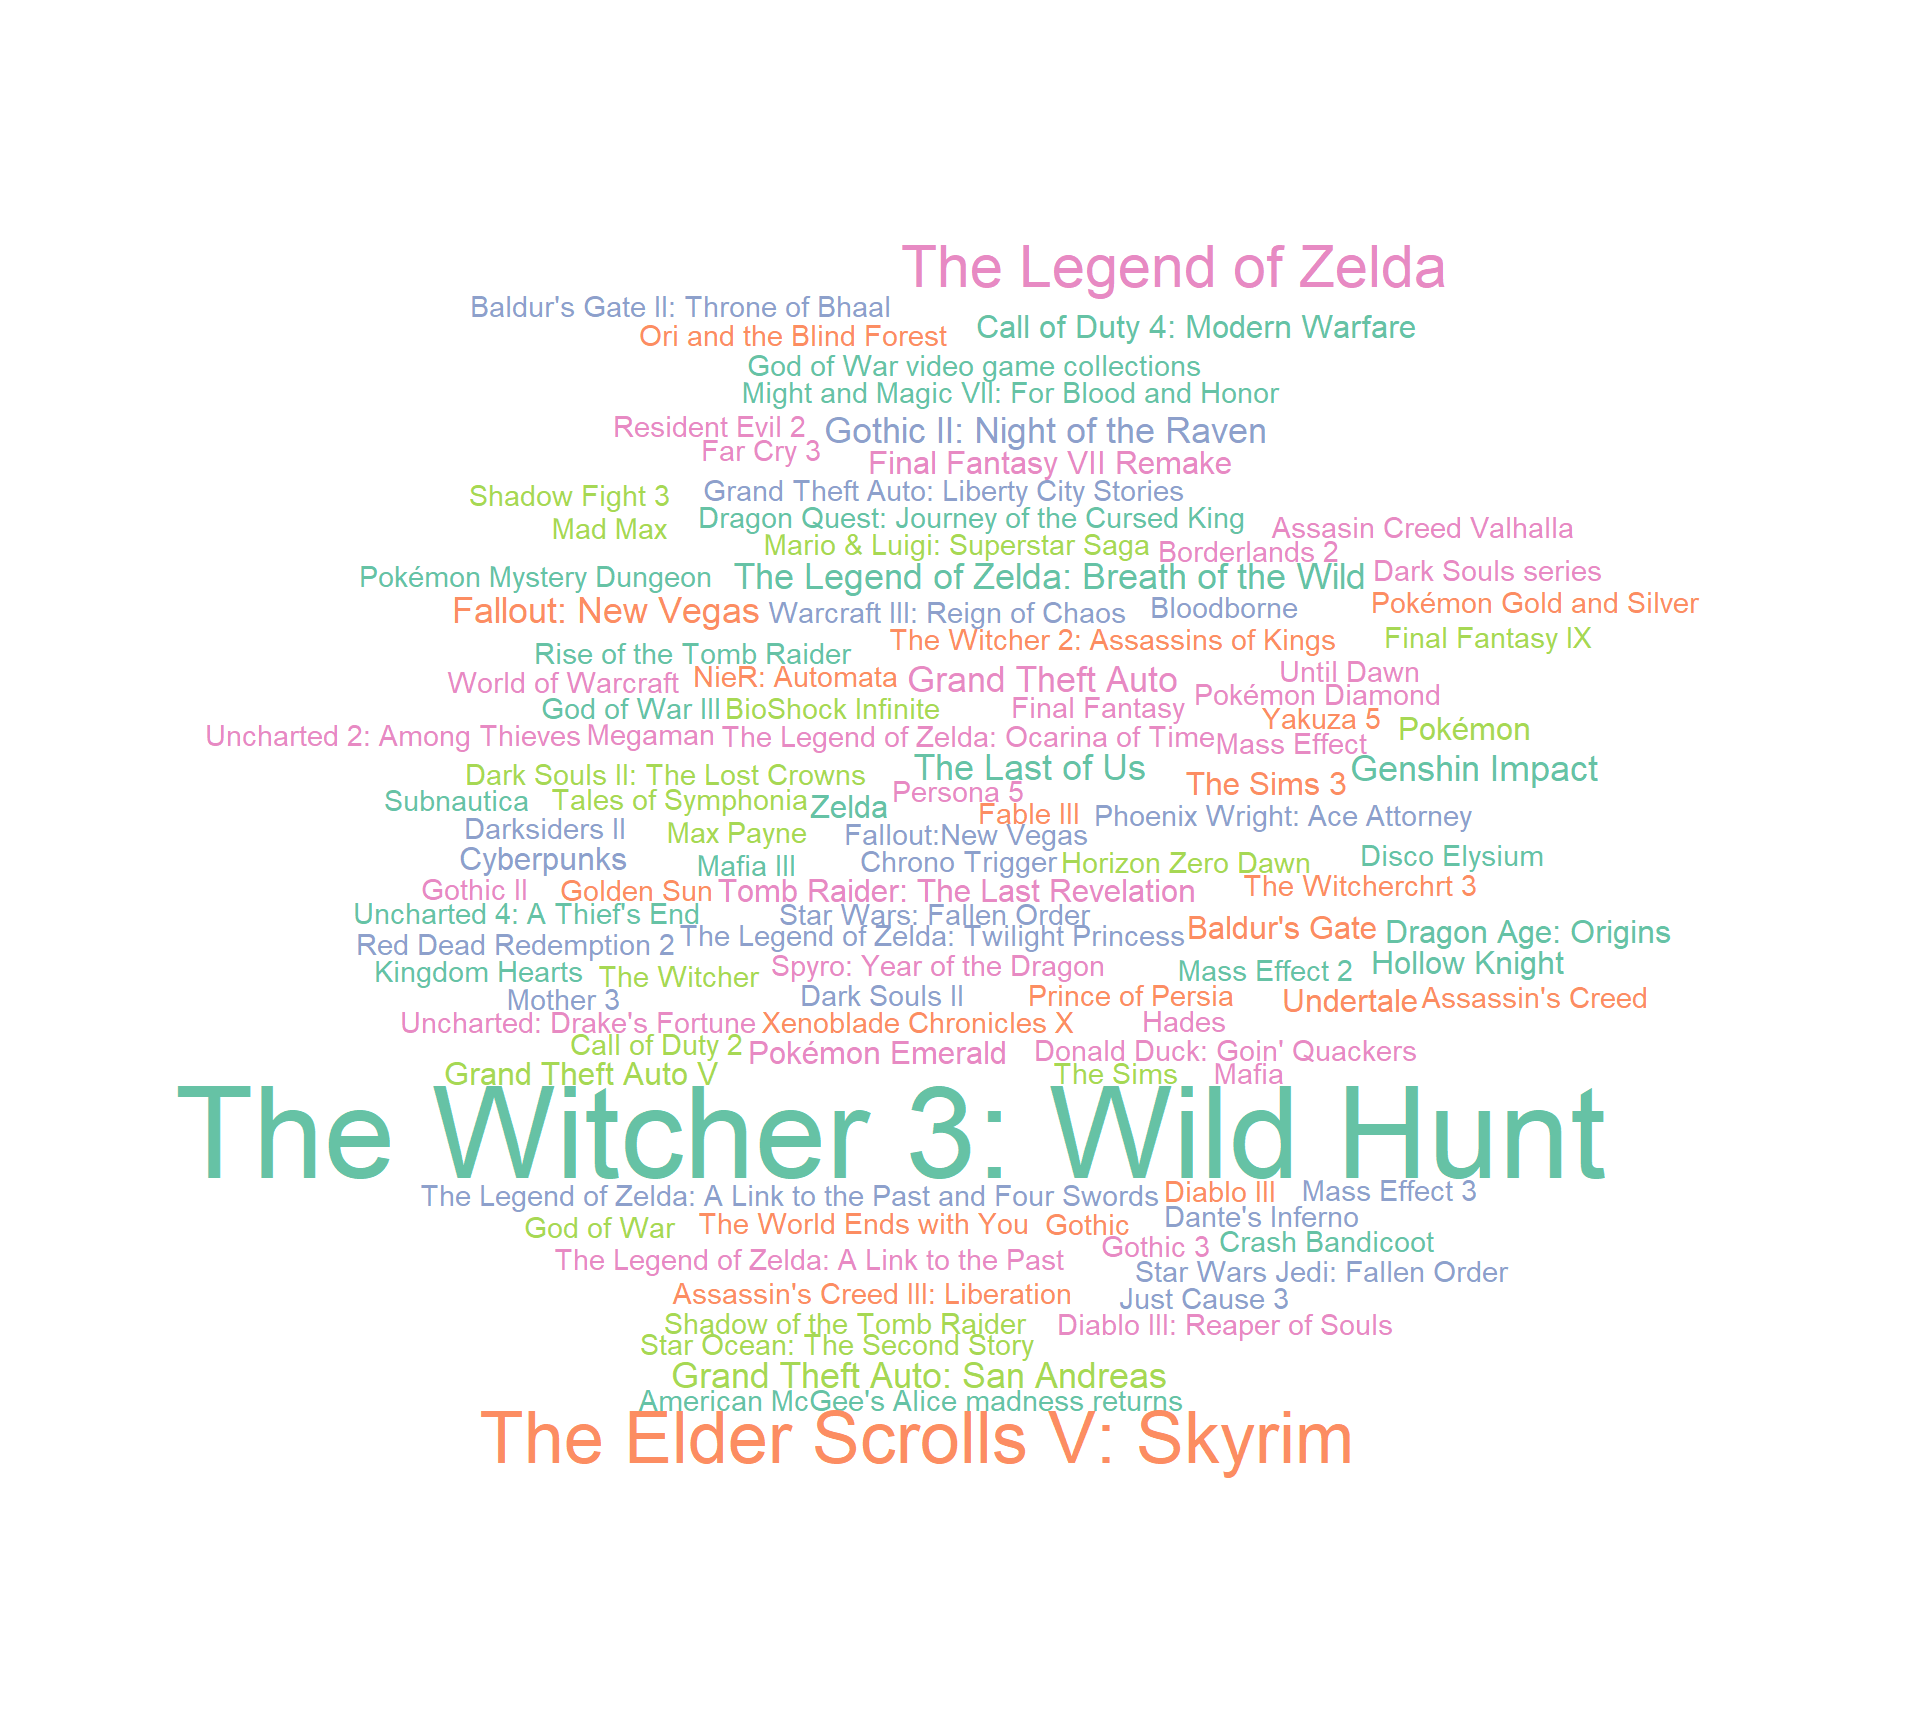 The Legend of Zelda
Baldur's Gate II: Throne of Bhaal
Call of Duty 4: Modern Warfare
Ori and the Blind Forest
God of War video game collections
Might and Magic VII: For Blood and Honor
Resident Evil 2
Gothic II: Night of the Raven
Far Cry 3
Final Fantasy VII Remake
Shadow Fight 3
Grand Theft Auto: Liberty City Stories
Dragon Quest: Journey of the Cursed King
Mad Max
Assasin Creed Valhalla
Mario & Luigi: Superstar Saga
Borderlands 2
Pokémon Mystery Dungeon
The Legend of Zelda: Breath of the Wild
Dark Souls series
Fallout: New Vegas
Warcraft III: Reign of Chaos
Bloodborne
Pokémon Gold and Silver
The Witcher 2: Assassins of Kings
Final Fantasy IX
Rise of the Tomb Raider
Until Dawn
World of Warcraft
NieR: Automata
Grand Theft Auto
Pokémon Diamond
God of War III
BioShock Infinite
Final Fantasy
Yakuza 5
Pokémon
Uncharted 2: Among Thieves
Megaman
The Legend of Zelda: Ocarina of Time
Mass Effect
Dark Souls II: The Lost Crowns
The Last of Us
The Sims 3
Genshin Impact
Subnautica
Tales of Symphonia
Zelda
Persona 5
Fable III
Phoenix Wright: Ace Attorney
Darksiders II
Max Payne
Fallout:New Vegas
Cyberpunks
Mafia III
Chrono Trigger
Horizon Zero Dawn
Disco Elysium
Gothic II
Golden Sun
Tomb Raider: The Last Revelation
The Witcherchrt 3
Uncharted 4: A Thief's End
Star Wars: Fallen Order
Baldur's Gate
Dragon Age: Origins
Red Dead Redemption 2
The Legend of Zelda: Twilight Princess
Kingdom Hearts
The Witcher
Spyro: Year of the Dragon
Mass Effect 2
Hollow Knight
Mother 3
Dark Souls II
Prince of Persia
Undertale
Assassin's Creed
Uncharted: Drake's Fortune
Xenoblade Chronicles X
Hades
Call of Duty 2
Pokémon Emerald
Donald Duck: Goin' Quackers
Grand Theft Auto V
The Sims
Mafia
The Witcher 3: Wild Hunt
The Legend of Zelda: A Link to the Past and Four Swords
Diablo III
Mass Effect 3
God of War
The World Ends with You
Gothic
Dante's Inferno
Gothic 3
Crash Bandicoot
The Legend of Zelda: A Link to the Past
Star Wars Jedi: Fallen Order
Assassin's Creed III: Liberation
Just Cause 3
Shadow of the Tomb Raider
Diablo III: Reaper of Souls
Star Ocean: The Second Story
Grand Theft Auto: San Andreas
American McGee's Alice madness returns
The Elder Scrolls V: Skyrim